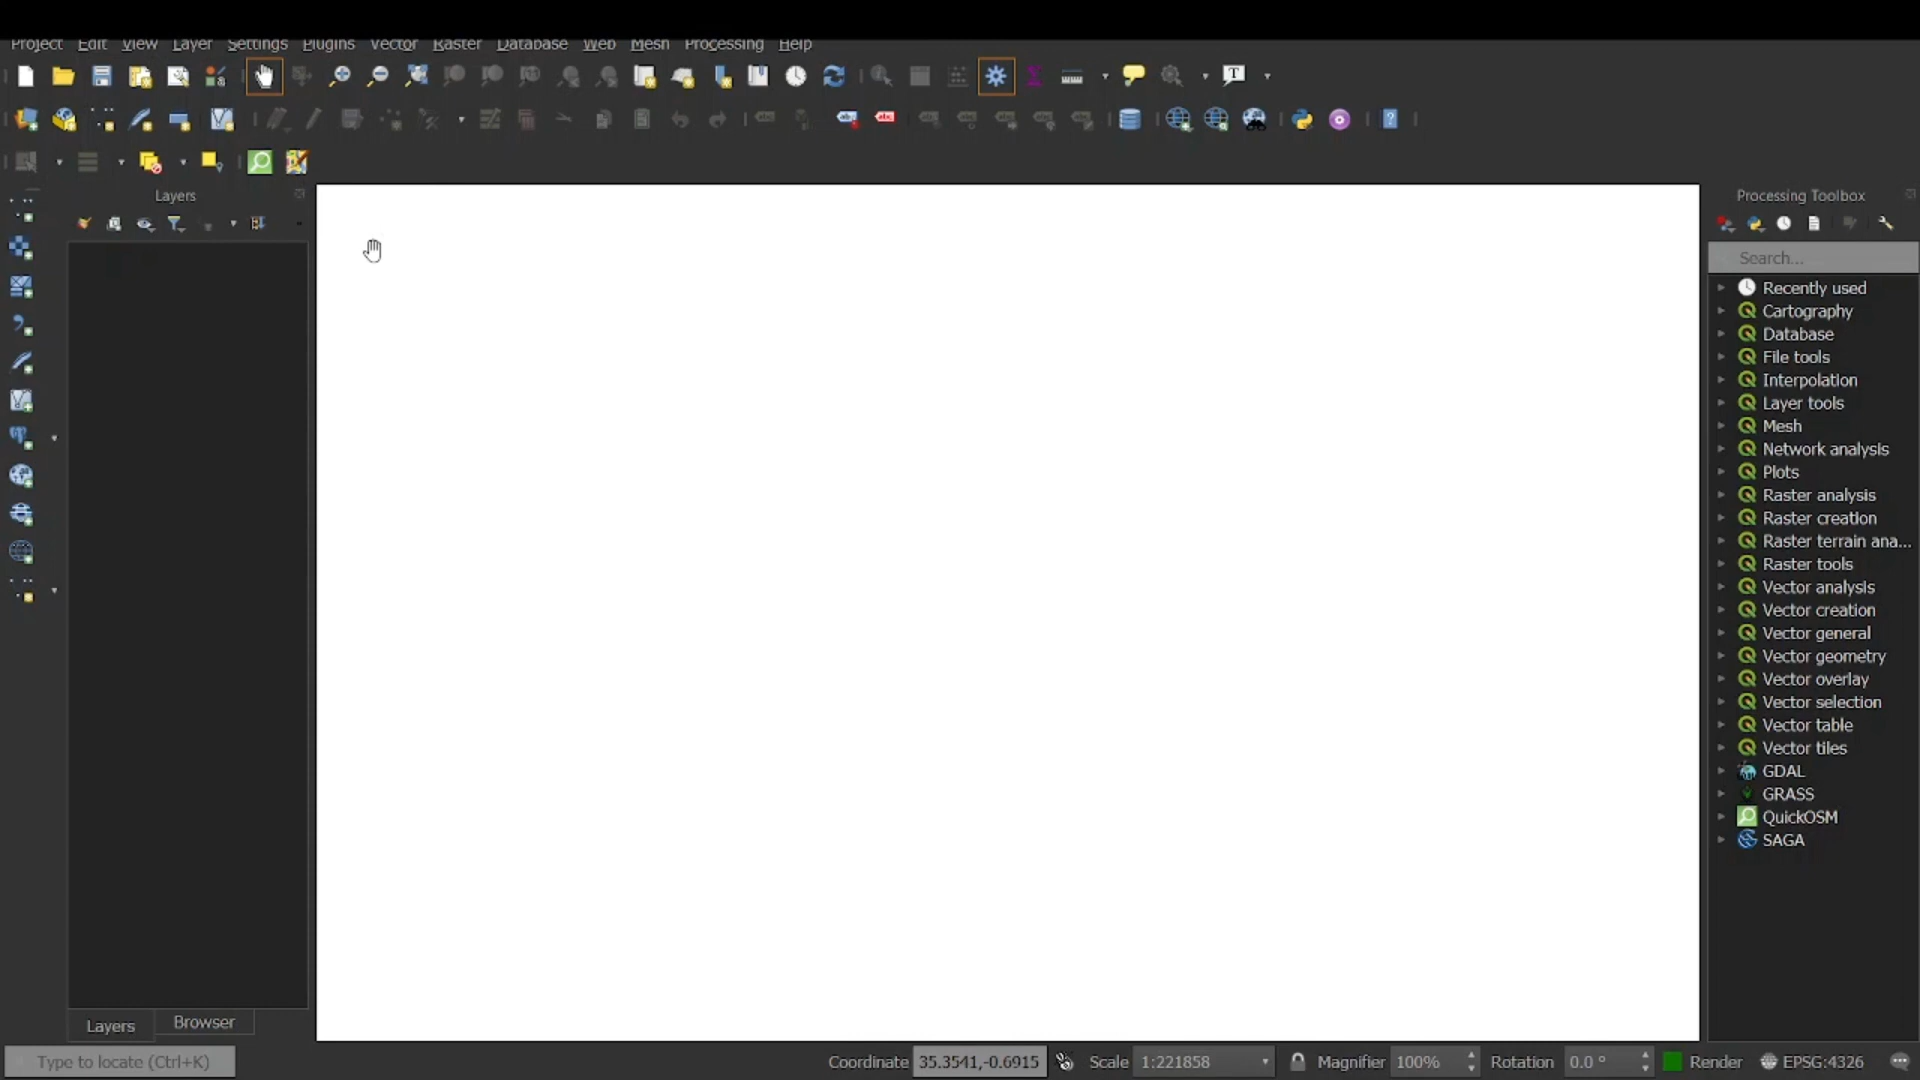 Project Edit View Layer Settings Plugins Vector Raster Database Web Mesh Processing Help
T
abc abc
Layers
Processing Toolbox
Search...
Recently used
Cartography
Database
File tools
Interpolation
Layer tools
Mesh
Network analysis
Plots
Raster analysis
Raster creation
Raster terrain ana...
Raster tools
Vector analysis
Vector creation
Vector general
Vector geometry
Vector overlay
Vector selection
Vector table
Vector tiles
GDAL
GRASS
QuickOSM
SAGA
Layers Browser
Type to locate (Ctrl+K) Coordinate 35.3541,-0.6915 Scale 1:221858 Magnifier 100% Rotation 0.0 ° Render EPSG:4326